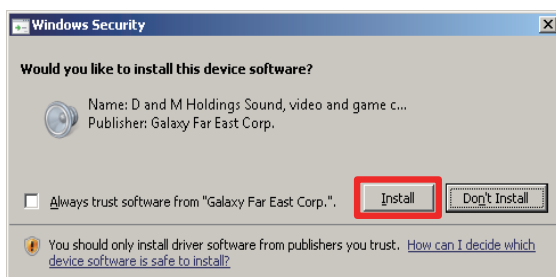 Windows Security
Would you like to install this device software?
Name: D and M Holdings Sound, video and game c...
Publisher: Galaxy Far East Corp.
Always trust software from "Galaxy Far East Corp.".
Install
Don't Install
You should only install driver software from publishers you trust. How can I decide which
device software is safe to install?